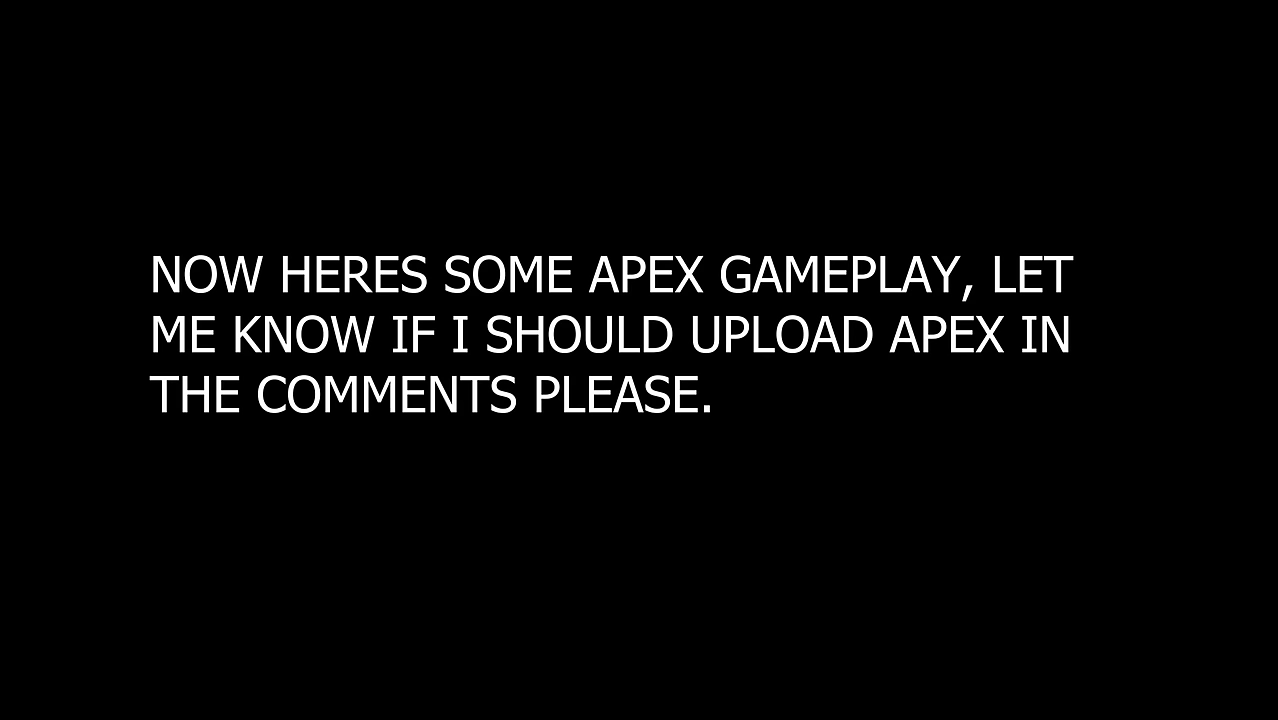 NOW HERES SOME APEX GAMEPLAY, LET
ME KNOW IF I SHOULD UPLOAD APEX IN
THE COMMENTS PLEASE.